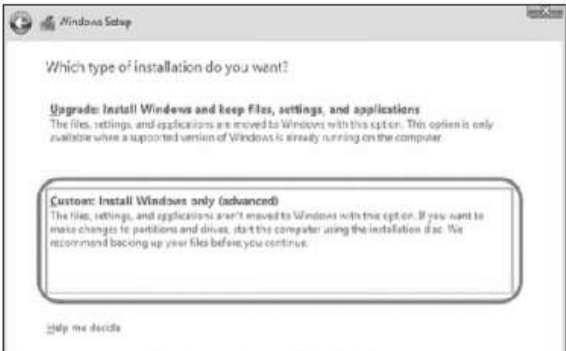 Windows Setup
Which type of installation do you want?
Upgrade: Install Windows and keep files, settings, and applications
The files, settings, and applications are moved to Windows with this option. This option is only
available when a supported version of Windows is already running on the computer.
Custom: Install Windows only (advanced)
The files, settings, and applications aren't moved to Windows with this option. If you want to
make changes to partitions and drives, start the computer using the installation disc. We
recommend backing up your files before you continue.
Help me decide